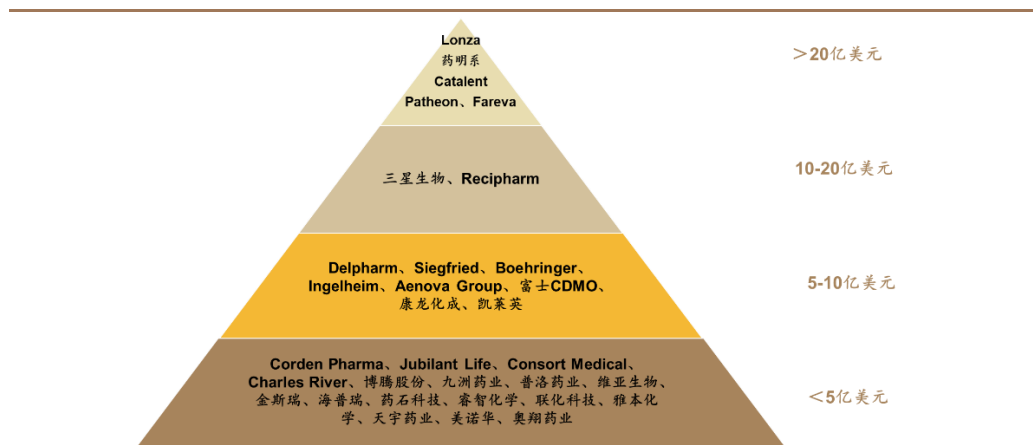 Lonza
药明系
Catalent
Patheon、Fareva
＞20亿美元
三星生物、Recipharm
10-20亿美元
Delpharm、Siegfried、Boehringer、
Ingelheim、Aenova Group、富士CDMO、
康龙化成、凯莱英
5-10亿美元
Corden Pharma、Jubilant Life、Consort Medical、
Charles River、博腾股份、九洲药业、普洛药业、维亚生物、
金斯瑞、海普瑞、药石科技、睿智化学、联化科技、雅本化
学、天宇药业、美诺华、奥翔药业
＜5亿美元